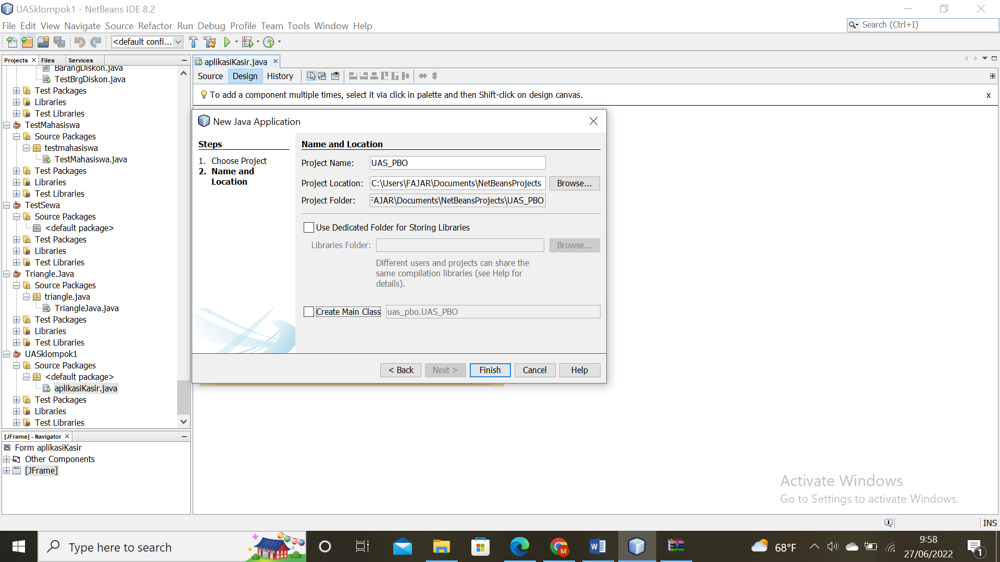 UASklompok1 - NetBeans IDE 8.2
File Edit View Navigate Source Refactor Run Debug Profile Team Tools Window Help
Search (Ctrl+I)
<default confi...
Projects Files Services
BarangDiskon.java
TestBrgDiskon.java
Test Packages
Libraries
Test Libraries
TestMahasiswa
Source Packages
testmahasiswa
TestMahasiswa.java
Test Packages
Libraries
Test Libraries
TestSewa
Source Packages
<default package>
Test Packages
Libraries
Test Libraries
Triangle.Java
Source Packages
triangle.java
TriangleJava.java
Test Packages
Libraries
Test Libraries
UASklompok1
Source Packages
<default package>
aplikasiKasir.java
Test Packages
Libraries
Test Libraries
[JFrame] - Navigator
Form aplikasiKasir
Other Components
[JFrame]
aplikasiKasir.java
Source Design History
To add a component multiple times, select it via click in palette and then Shift-click on design canvas.
x
New Java Application
Steps
1. Choose Project
2. Name and
Location
Name and Location
Project Name: UAS_PBO
Project Location: C:\Users\FAJAR\Documents\NetBeansProjects Browse...
Project Folder: FAJAR\Documents\NetBeansProjects\UAS_PBO
Use Dedicated Folder for Storing Libraries
Libraries Folder: Browse...
Different users and projects can share the
same compilation libraries (see Help for
details).
Create Main Class uas_pbo.UAS_PBO
< Back Next > Finish Cancel Help
Activate Windows
Go to Settings to activate Windows.
1 INS
Type here to search
M
68°F
9:58
27/06/2022
1